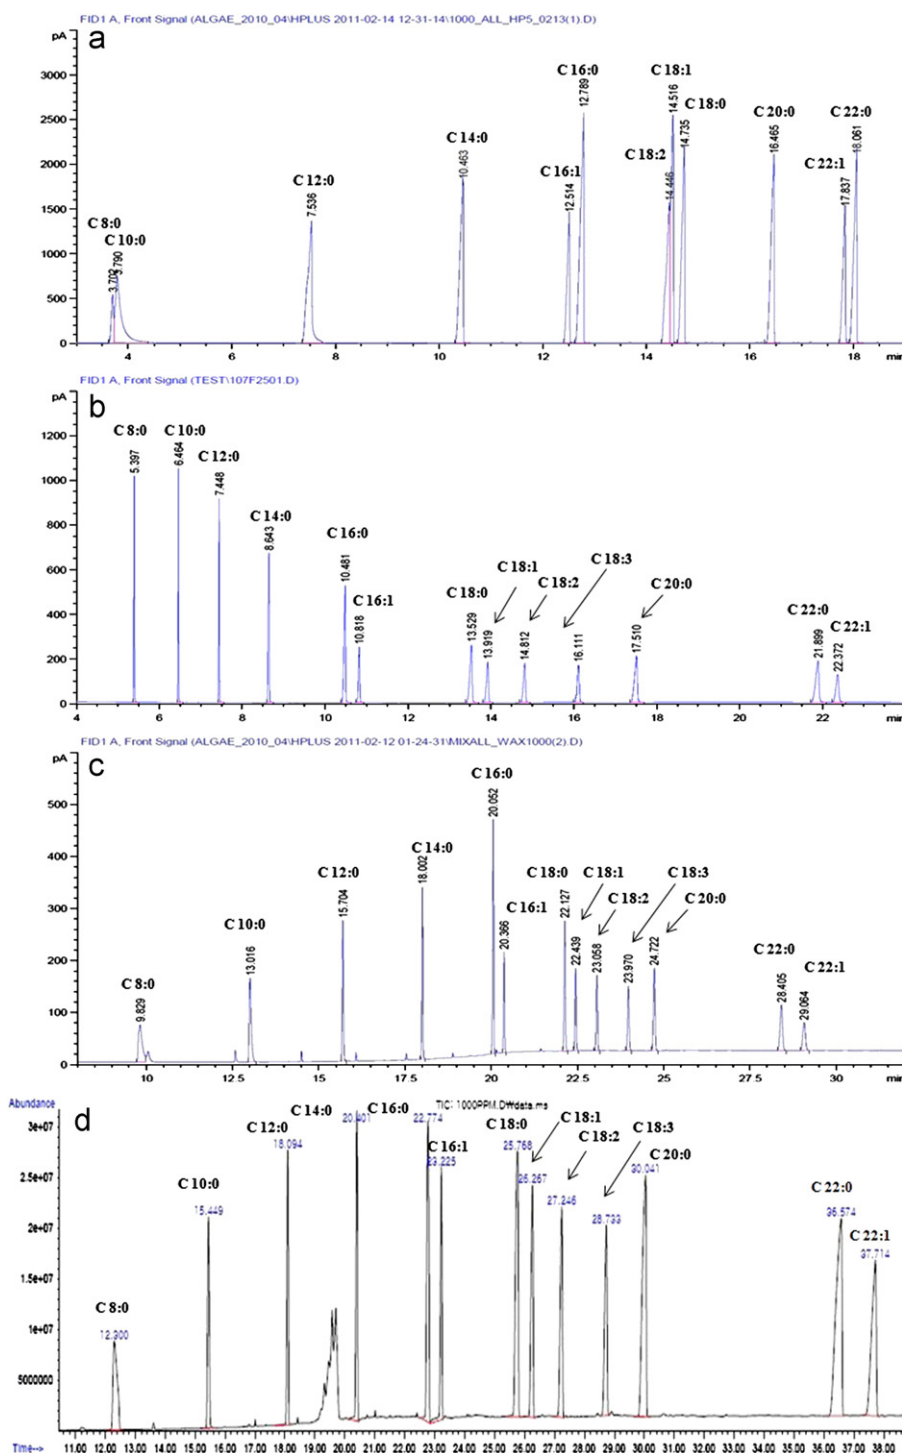 FID1 A, Front Signal (ALGAE_2010_04\HPLUS 2011-02-14 12-31-14\1000_ALL_HP5_0213(1).D)
pA
a
C 8:0
3.702
C 10:0
3.790
C 12:0
7.536
C 14:0
10.463
C 16:1
12.514
C 16:0
12.789
C 18:2
14.446
C 18:1
14.516
C 18:0
14.735
C 20:0
16.465
C 22:1
17.837
C 22:0
18.061
3000
2500
2000
1500
1000
500
0
4 6 8 10 12 14 16 18 min
FID1 A, Front Signal (TEST\107F2501.D)
pA
b
C 8:0
5.397
C 10:0
6.464
C 12:0
7.448
C 14:0
8.643
C 16:0
10.481
C 16:1
10.818
C 18:0
13.529
C 18:1
13.919
C 18:2
14.812
C 18:3
16.111
C 20:0
17.510
C 22:0
21.899
C 22:1
22.372
1200
1000
800
600
400
200
0
4 6 8 10 12 14 16 18 20 22
FID1 A, Front Signal (ALGAE_2010_04\HPLUS 2011-02-12 01-24-31\MIXALL_WAX1000(2).D)
pA
c
C 8:0
9.829
C 10:0
13.016
C 12:0
15.704
C 14:0
18.002
C 16:0
20.052
C 16:1
20.366
C 18:0
22.127
C 18:1
22.439
C 18:2
23.058
C 18:3
23.970
C 20:0
24.722
C 22:0
28.405
C 22:1
29.064
500
400
300
200
100
0
10 12.5 15 17.5 20 22.5 25 27.5 30 min
Abundance
d
TIC: 1000PPM.D₩data.ms
C 8:0
12.300
C 10:0
15.449
C 12:0
18.094
C 14:0
20.401
C 16:0
22.774
C 16:1
23.225
C 18:0
25.768
C 18:1
26.267
C 18:2
27.246
C 18:3
28.733
C 20:0
30.041
C 22:0
36.574
C 22:1
37.714
3e+07
2.5e+07
2e+07
1.5e+07
1e+07
5000000
Time-->
11.00 12.00 13.00 14.00 15.00 16.00 17.00 18.00 19.00 20.00 21.00 22.00 23.00 24.00 25.00 26.00 27.00 28.00 29.00 30.00 31.00 32.00 33.00 34.00 35.00 36.00 37.00 38.00